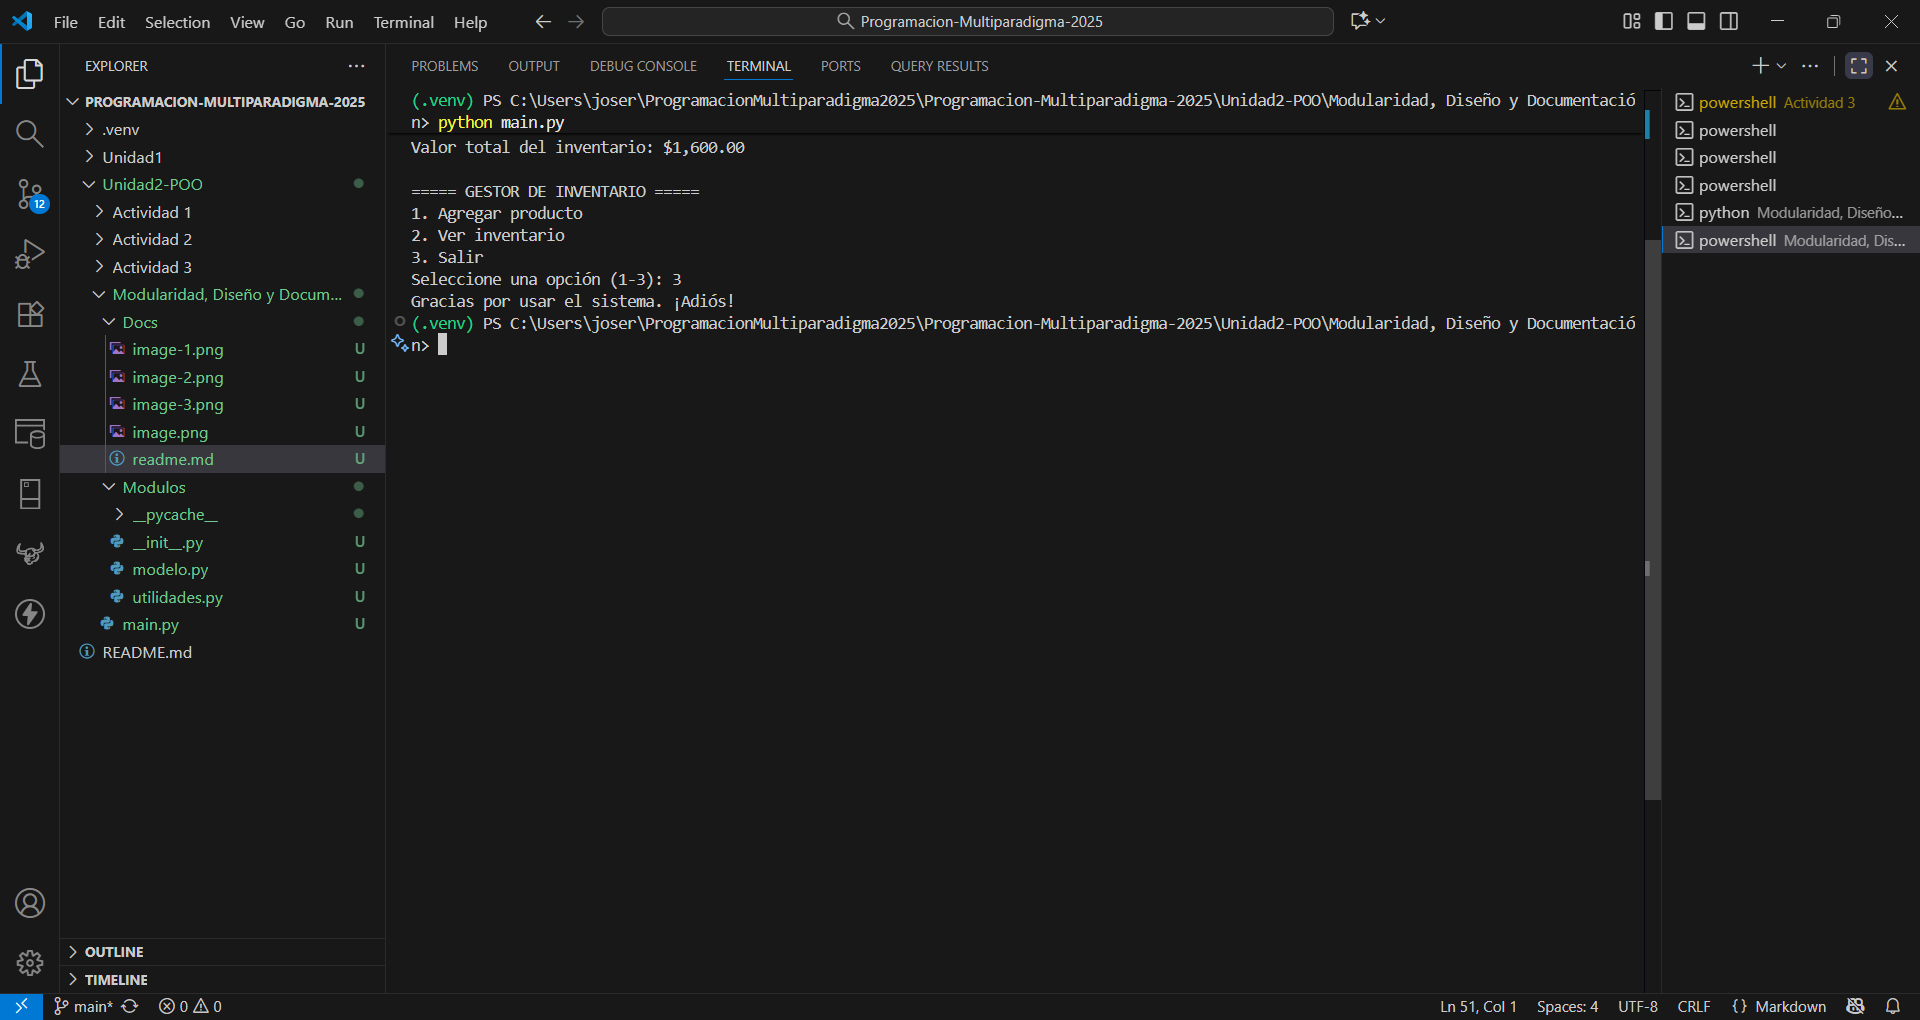 File Edit Selection View Go Run Terminal Help
Programacion-Multiparadigma-2025
EXPLORER
PROGRAMACION-MULTIPARADIGMA-2025
.venv
Unidad1
Unidad2-POO
Actividad 1
Actividad 2
Actividad 3
Modularidad, Diseño y Docum...
Docs
image-1.png U
image-2.png U
image-3.png U
image.png U
readme.md U
Modulos
__pycache__
__init__.py U
modelo.py U
utilidades.py U
main.py U
README.md
OUTLINE
TIMELINE
12
PROBLEMS OUTPUT DEBUG CONSOLE TERMINAL PORTS QUERY RESULTS
(.venv) PS C:\Users\joser\ProgramacionMultiparadigma2025\Programacion-Multiparadigma-2025\Unidad2-POO\Modularidad, Diseño y Documentació
n> python main.py
Valor total del inventario: $1,600.00
===== GESTOR DE INVENTARIO =====
1. Agregar producto
2. Ver inventario
3. Salir
Seleccione una opción (1-3): 3
Gracias por usar el sistema. ¡Adiós!
(.venv) PS C:\Users\joser\ProgramacionMultiparadigma2025\Programacion-Multiparadigma-2025\Unidad2-POO\Modularidad, Diseño y Documentació
n>
powershell Actividad 3
powershell
powershell
powershell
python Modularidad, Diseño...
powershell Modularidad, Dis...
main* 0 0
Ln 51, Col 1 Spaces: 4 UTF-8 CRLF {} Markdown